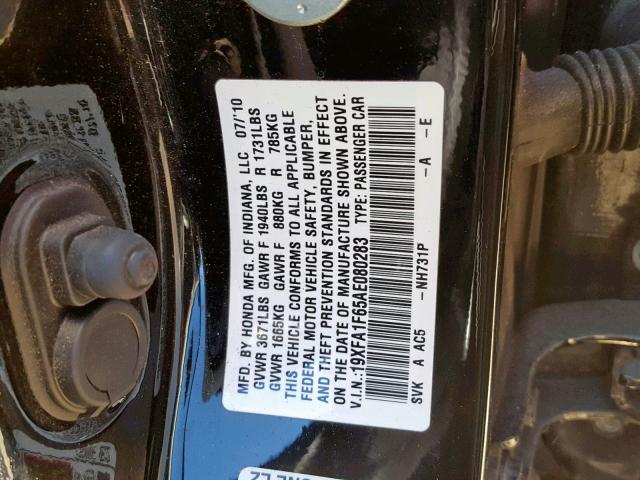 MFD. BY HONDA MFG. OF INDIANA, LLC 07/'10
GVWR 3671LBS GAWR F 1940LBS R 1731LBS
GVWR 1665KG GAWR F 880KG R 785KG
THIS VEHICLE CONFORMS TO ALL APPLICABLE
FEDERAL MOTOR VEHICLE SAFETY, BUMPER,
AND THEFT PREVENTION STANDARDS IN EFFECT
ON THE DATE OF MANUFACTURE SHOWN ABOVE.
V.I.N.:19XFA1F65AE080283 TYPE: PASSENGER CAR
SVK A AC5 -NH731P -A -E